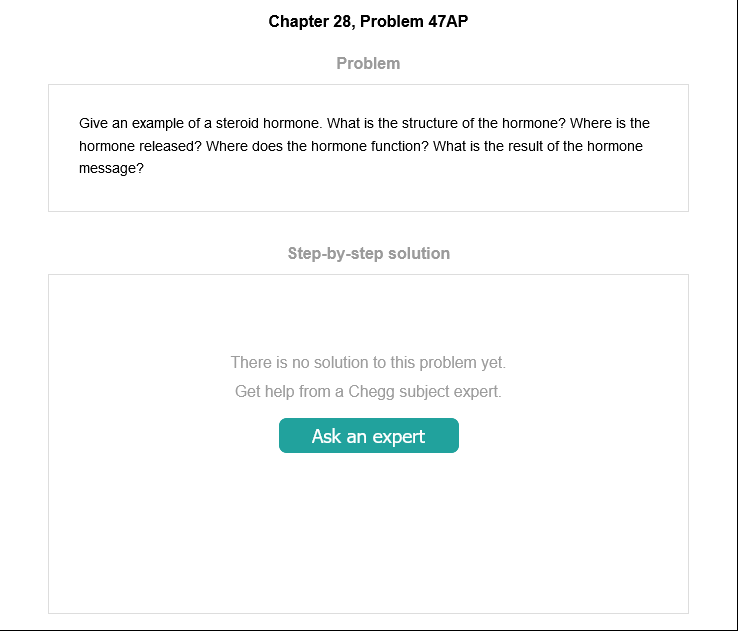 Chapter 28, Problem 47AP
Problem
Give an example of a steroid hormone. What is the structure of the hormone? Where is the
hormone released? Where does the hormone function? What is the result of the hormone
message?
Step-by-step solution
There is no solution to this problem yet.
Get help from a Chegg subject expert.
Ask an expert